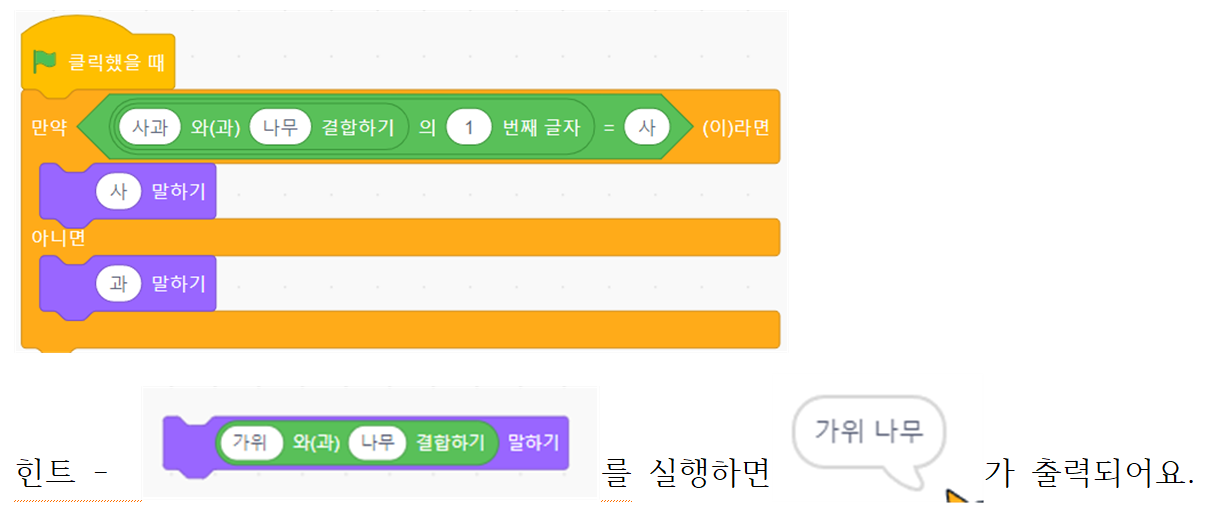 클릭했을 때
만약 사과 와(과) 나무 결합하기 의 1 번째 글자 = 사 (이)라면
사 말하기
아니면
과 말하기
힌트 - 가위 와(과) 나무 결합하기 말하기 를 실행하면 가위 나무 가 출력되어요.